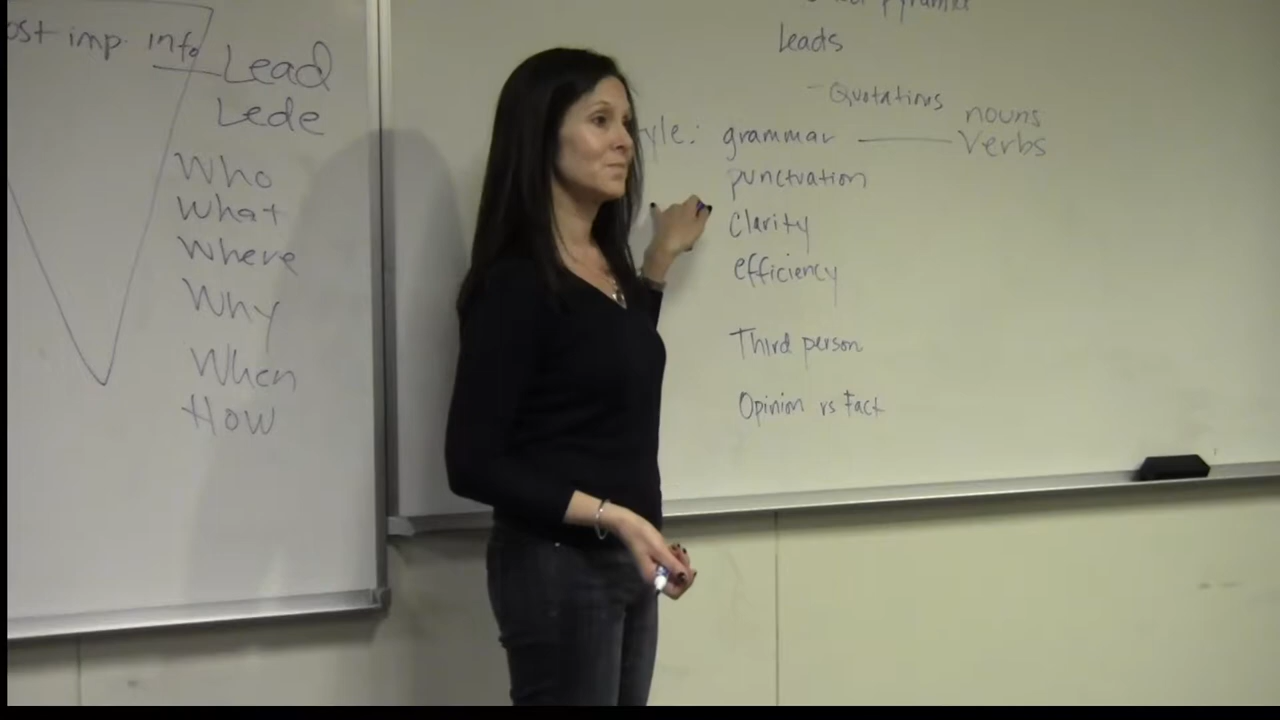 imp. info
Lead
Lede
Who
What
Where
Why
When
How
pyramid
leads
- Quotations
nouns
grammar — Verbs
punctuation
Clarity
efficiency
Third person
Opinion vs Fact